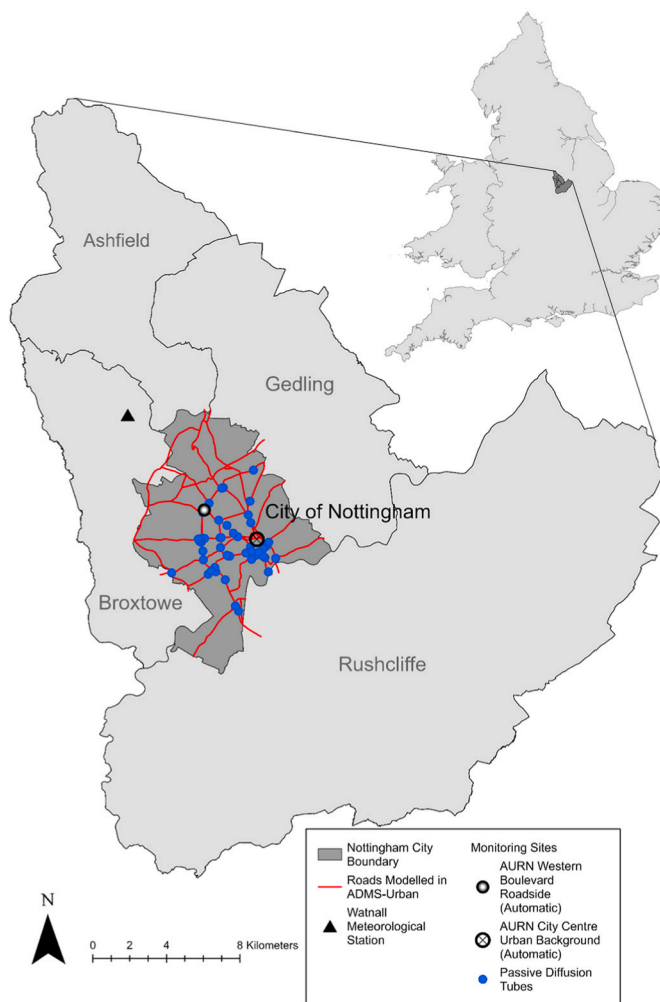 Ashfield
Gedling
City of Nottingham
Broxtowe
Rushcliffe
Nottingham City
Boundary
Roads Modelled in
ADMS-Urban
Watnall
Meteorological
Station
Monitoring Sites
AURN Western
Boulevard
Roadside
(Automatic)
AURN City Centre
Urban Background
(Automatic)
Passive Diffusion
Tubes
N
0 2 4 8 Kilometers